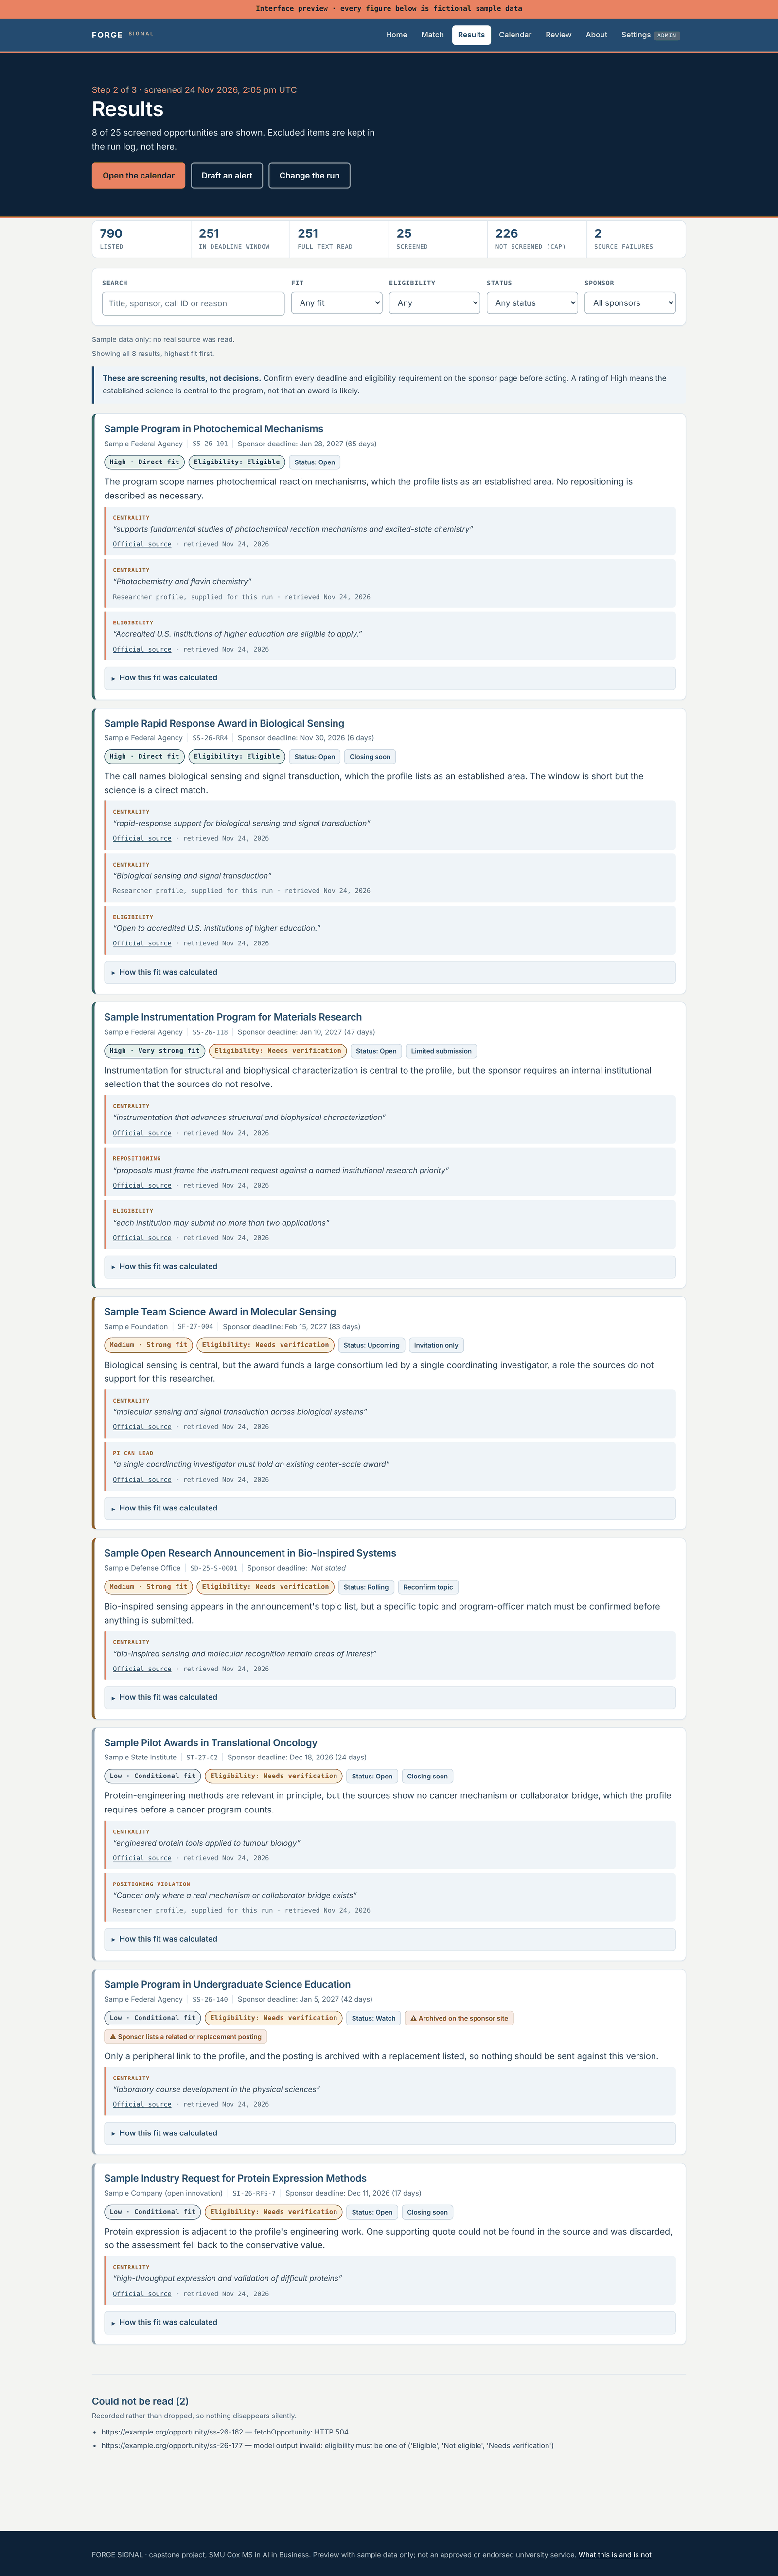 Interface preview · every figure below is fictional sample data
FORGE SIGNAL
Home Match Results Calendar Review About Settings ADMIN
Step 2 of 3 · screened 24 Nov 2026, 2:05 pm UTC
Results
8 of 25 screened opportunities are shown. Excluded items are kept in
the run log, not here.
Open the calendar Draft an alert Change the run
790 251 251 25 226 2
LISTED IN DEADLINE WINDOW FULL TEXT READ SCREENED NOT SCREENED (CAP) SOURCE FAILURES
SEARCH FIT ELIGIBILITY STATUS SPONSOR
Title, sponsor, call ID or reason Any fit Any Any status All sponsors
Sample data only: no real source was read.
Showing all 8 results, highest fit first.
These are screening results, not decisions. Confirm every deadline and eligibility requirement on the sponsor page before acting. A rating of High means the
established science is central to the program, not that an award is likely.
Sample Program in Photochemical Mechanisms
Sample Federal Agency SS-26-101 Sponsor deadline: Jan 28, 2027 (65 days)
High · Direct fit Eligibility: Eligible Status: Open
The program scope names photochemical reaction mechanisms, which the profile lists as an established area. No repositioning is
described as necessary.
CENTRALITY
“supports fundamental studies of photochemical reaction mechanisms and excited-state chemistry”
Official source · retrieved Nov 24, 2026
CENTRALITY
“Photochemistry and flavin chemistry”
Researcher profile, supplied for this run · retrieved Nov 24, 2026
ELIGIBILITY
“Accredited U.S. institutions of higher education are eligible to apply.”
Official source · retrieved Nov 24, 2026
▸ How this fit was calculated
Sample Rapid Response Award in Biological Sensing
Sample Federal Agency SS-26-RR4 Sponsor deadline: Nov 30, 2026 (6 days)
High · Direct fit Eligibility: Eligible Status: Open Closing soon
The call names biological sensing and signal transduction, which the profile lists as an established area. The window is short but the
science is a direct match.
CENTRALITY
“rapid-response support for biological sensing and signal transduction”
Official source · retrieved Nov 24, 2026
CENTRALITY
“Biological sensing and signal transduction”
Researcher profile, supplied for this run · retrieved Nov 24, 2026
ELIGIBILITY
“Open to accredited U.S. institutions of higher education.”
Official source · retrieved Nov 24, 2026
▸ How this fit was calculated
Sample Instrumentation Program for Materials Research
Sample Federal Agency SS-26-118 Sponsor deadline: Jan 10, 2027 (47 days)
High · Very strong fit Eligibility: Needs verification Status: Open Limited submission
Instrumentation for structural and biophysical characterization is central to the profile, but the sponsor requires an internal institutional
selection that the sources do not resolve.
CENTRALITY
“instrumentation that advances structural and biophysical characterization”
Official source · retrieved Nov 24, 2026
REPOSITIONING
“proposals must frame the instrument request against a named institutional research priority”
Official source · retrieved Nov 24, 2026
ELIGIBILITY
“each institution may submit no more than two applications”
Official source · retrieved Nov 24, 2026
▸ How this fit was calculated
Sample Team Science Award in Molecular Sensing
Sample Foundation SF-27-004 Sponsor deadline: Feb 15, 2027 (83 days)
Medium · Strong fit Eligibility: Needs verification Status: Upcoming Invitation only
Biological sensing is central, but the award funds a large consortium led by a single coordinating investigator, a role the sources do not
support for this researcher.
CENTRALITY
“molecular sensing and signal transduction across biological systems”
Official source · retrieved Nov 24, 2026
PI CAN LEAD
“a single coordinating investigator must hold an existing center-scale award”
Official source · retrieved Nov 24, 2026
▸ How this fit was calculated
Sample Open Research Announcement in Bio-Inspired Systems
Sample Defense Office SD-25-S-0001 Sponsor deadline: Not stated
Medium · Strong fit Eligibility: Needs verification Status: Rolling Reconfirm topic
Bio-inspired sensing appears in the announcement's topic list, but a specific topic and program-officer match must be confirmed before
anything is submitted.
CENTRALITY
“bio-inspired sensing and molecular recognition remain areas of interest”
Official source · retrieved Nov 24, 2026
▸ How this fit was calculated
Sample Pilot Awards in Translational Oncology
Sample State Institute ST-27-C2 Sponsor deadline: Dec 18, 2026 (24 days)
Low · Conditional fit Eligibility: Needs verification Status: Open Closing soon
Protein-engineering methods are relevant in principle, but the sources show no cancer mechanism or collaborator bridge, which the profile
requires before a cancer program counts.
CENTRALITY
“engineered protein tools applied to tumour biology”
Official source · retrieved Nov 24, 2026
POSITIONING VIOLATION
“Cancer only where a real mechanism or collaborator bridge exists”
Researcher profile, supplied for this run · retrieved Nov 24, 2026
▸ How this fit was calculated
Sample Program in Undergraduate Science Education
Sample Federal Agency SS-26-140 Sponsor deadline: Jan 5, 2027 (42 days)
Low · Conditional fit Eligibility: Needs verification Status: Watch ⚠ Archived on the sponsor site
⚠ Sponsor lists a related or replacement posting
Only a peripheral link to the profile, and the posting is archived with a replacement listed, so nothing should be sent against this version.
CENTRALITY
“laboratory course development in the physical sciences”
Official source · retrieved Nov 24, 2026
▸ How this fit was calculated
Sample Industry Request for Protein Expression Methods
Sample Company (open innovation) SI-26-RFS-7 Sponsor deadline: Dec 11, 2026 (17 days)
Low · Conditional fit Eligibility: Needs verification Status: Open Closing soon
Protein expression is adjacent to the profile's engineering work. One supporting quote could not be found in the source and was discarded,
so the assessment fell back to the conservative value.
CENTRALITY
“high-throughput expression and validation of difficult proteins”
Official source · retrieved Nov 24, 2026
▸ How this fit was calculated
Could not be read (2)
Recorded rather than dropped, so nothing disappears silently.
• https://example.org/opportunity/ss-26-162 — fetchOpportunity: HTTP 504
• https://example.org/opportunity/ss-26-177 — model output invalid: eligibility must be one of ('Eligible', 'Not eligible', 'Needs verification')
FORGE SIGNAL · capstone project, SMU Cox MS in AI in Business. Preview with sample data only; not an approved or endorsed university service. What this is and is not